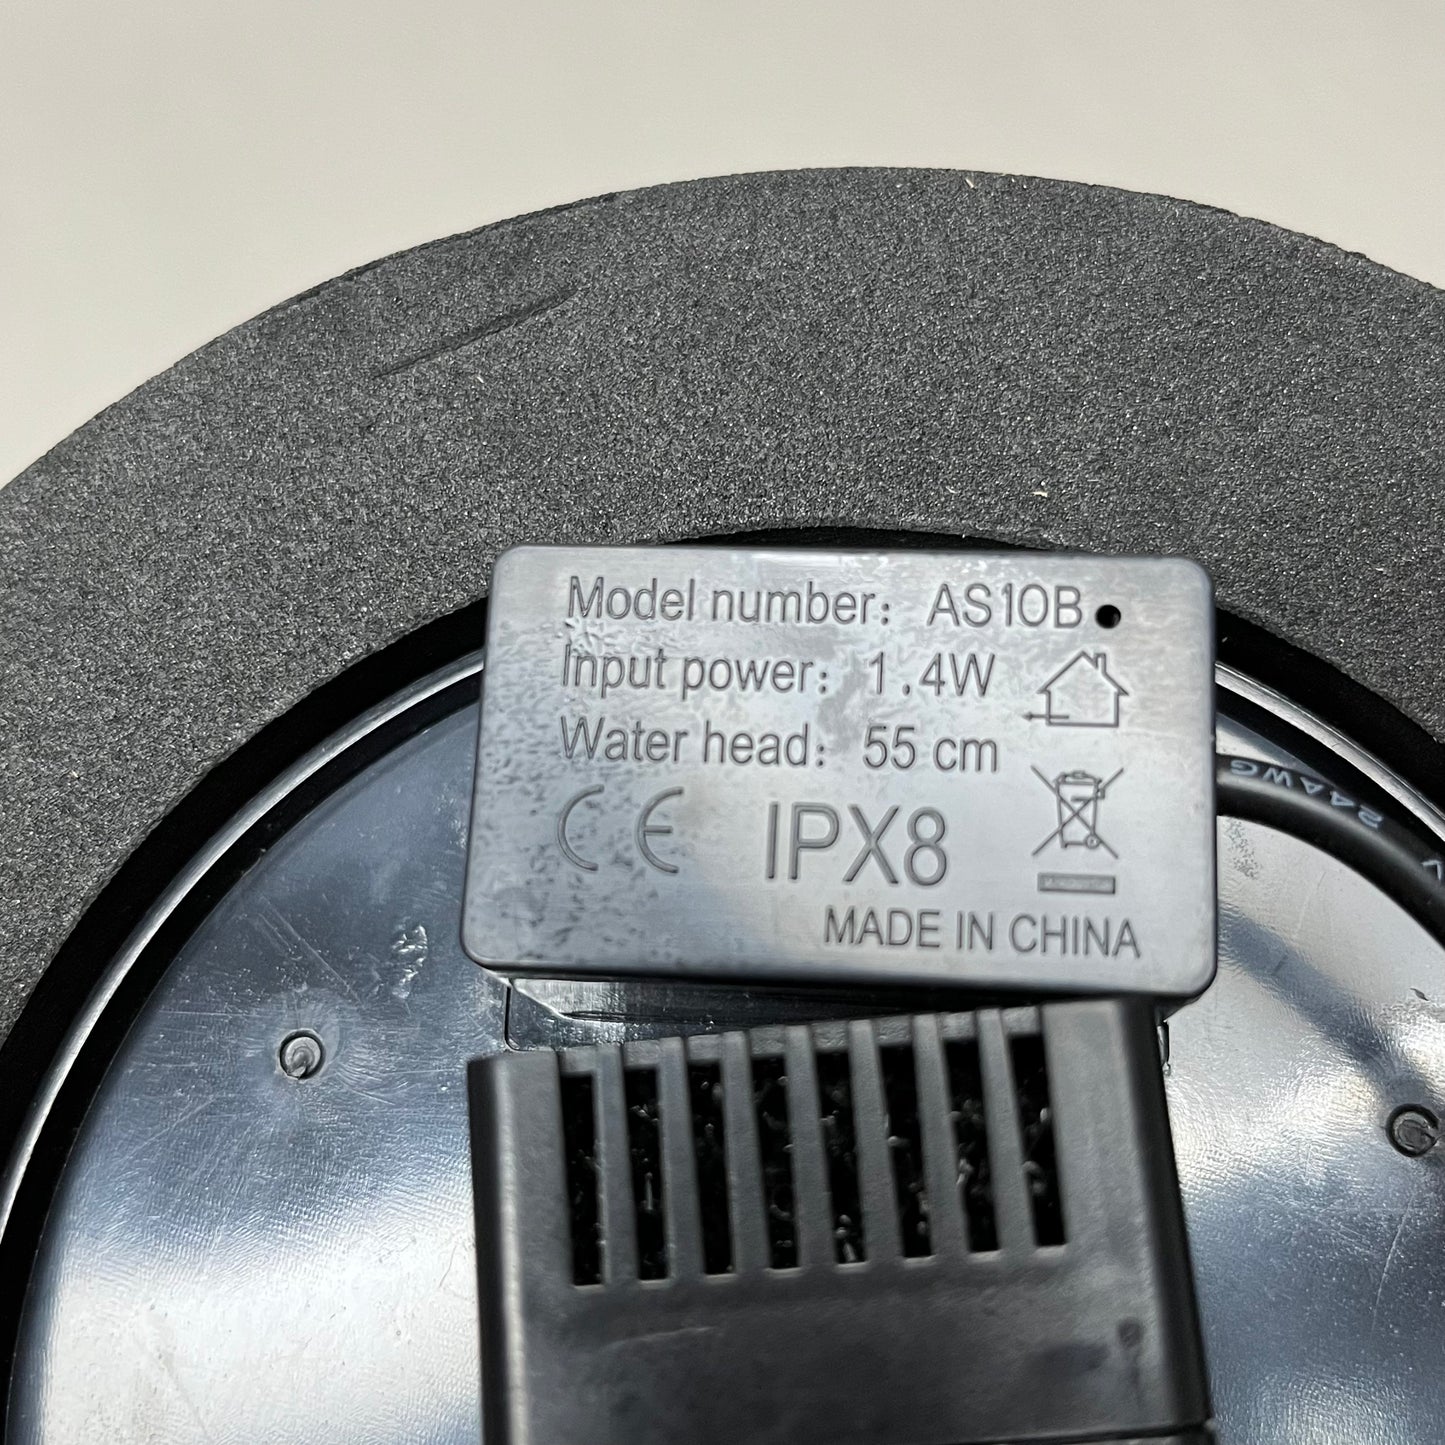 Model number: AS10B
Input power: 1.4W
Water head: 55 cm
CE IPX8
MADE IN CHINA
24AWG